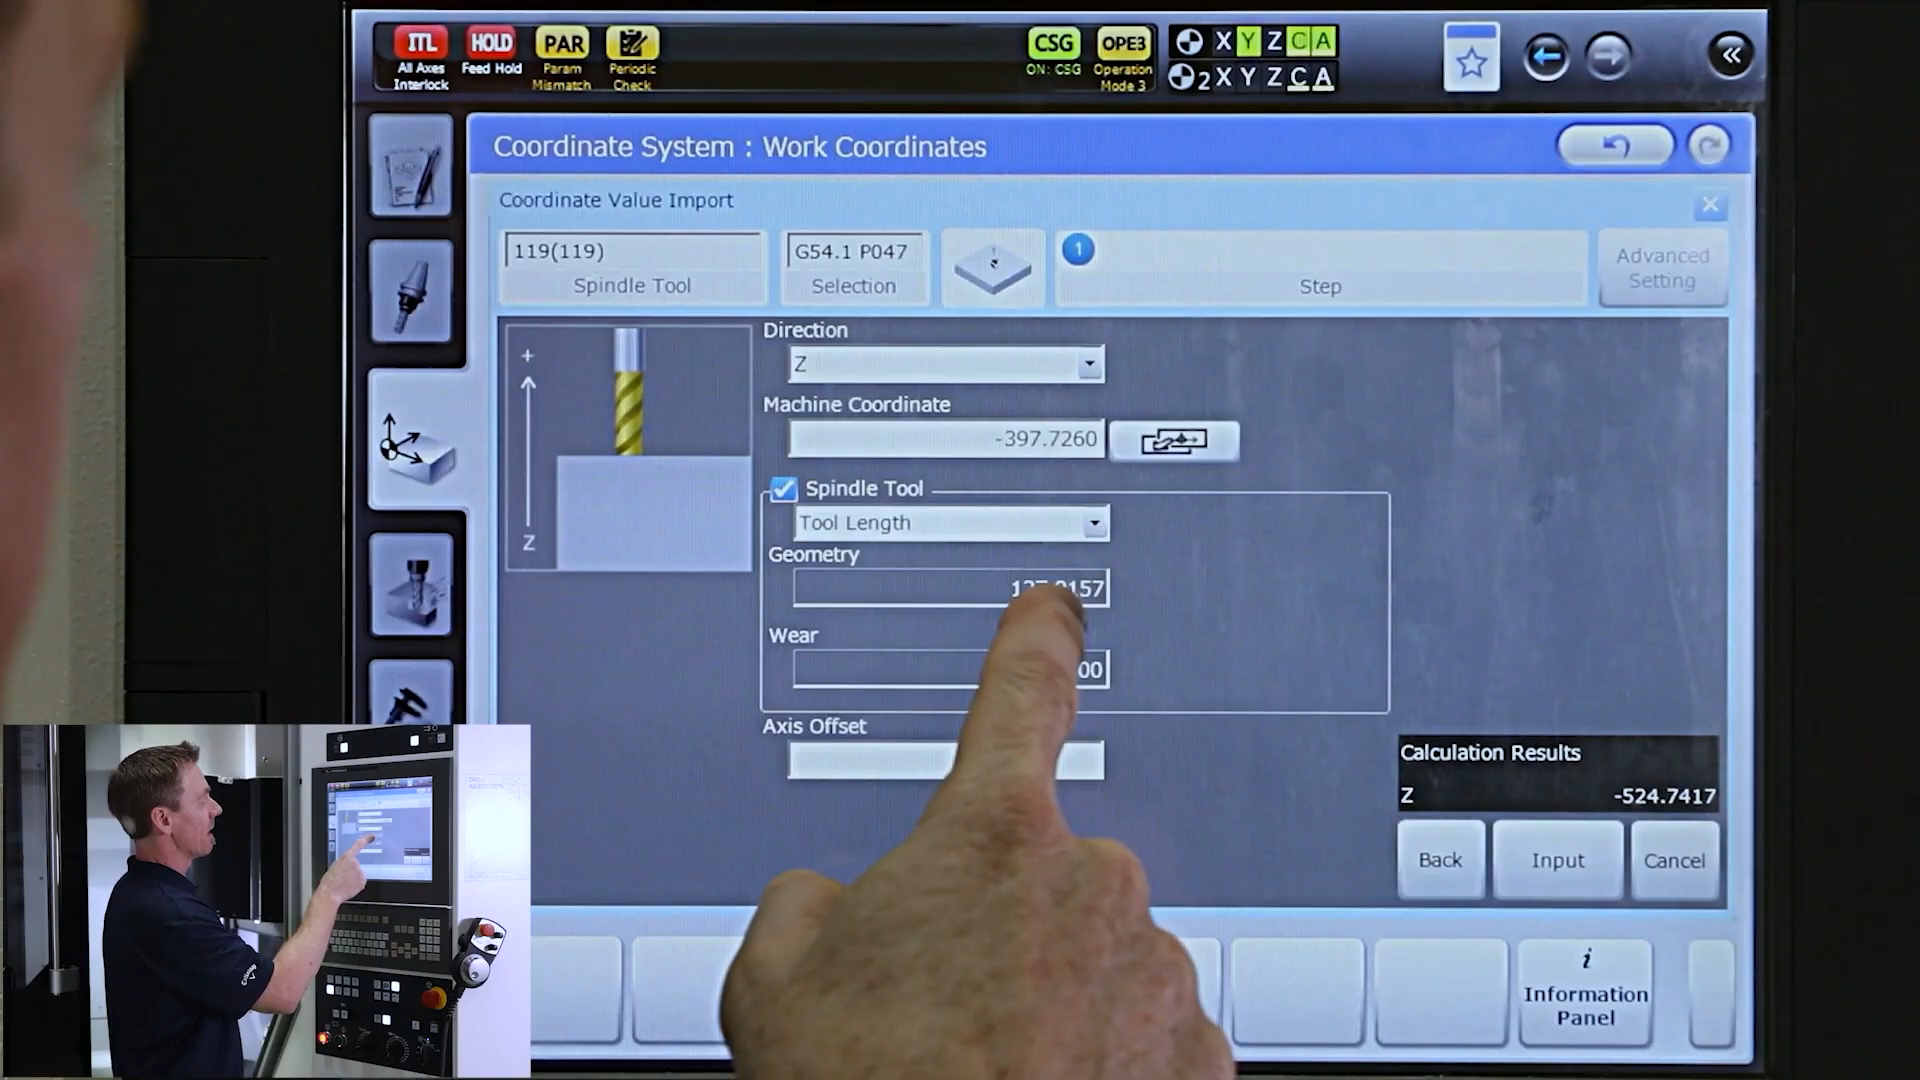 ITL HOLD PAR CSG OPE3 X Y Z C A
All Axes Feed Hold Param Periodic ON: CSG Operation
Interlock Mismatch Check Mode 3 2 X Y Z C A
Coordinate System : Work Coordinates
Coordinate Value Import
119(119) G54.1 P047 1 Advanced
Spindle Tool Selection Step Setting
Direction
+ Z
Machine Coordinate
-397.7260
Spindle Tool
Tool Length
Z
Geometry
Wear
Axis Offset
Calculation Results
Z -524.7417
Back Input Cancel
i
Information
Panel